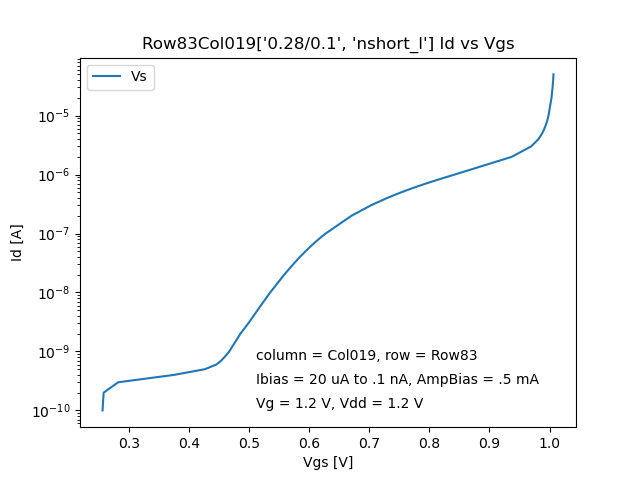 Row83Col019['0.28/0.1', 'nshort_l'] Id vs Vgs
Vs
10⁻⁵
10⁻⁶
10⁻⁷
10⁻⁸
10⁻⁹
10⁻¹⁰
Id [A]
column = Col019, row = Row83
Ibias = 20 uA to .1 nA, AmpBias = .5 mA
Vg = 1.2 V, Vdd = 1.2 V
0.3 0.4 0.5 0.6 0.7 0.8 0.9 1.0
Vgs [V]